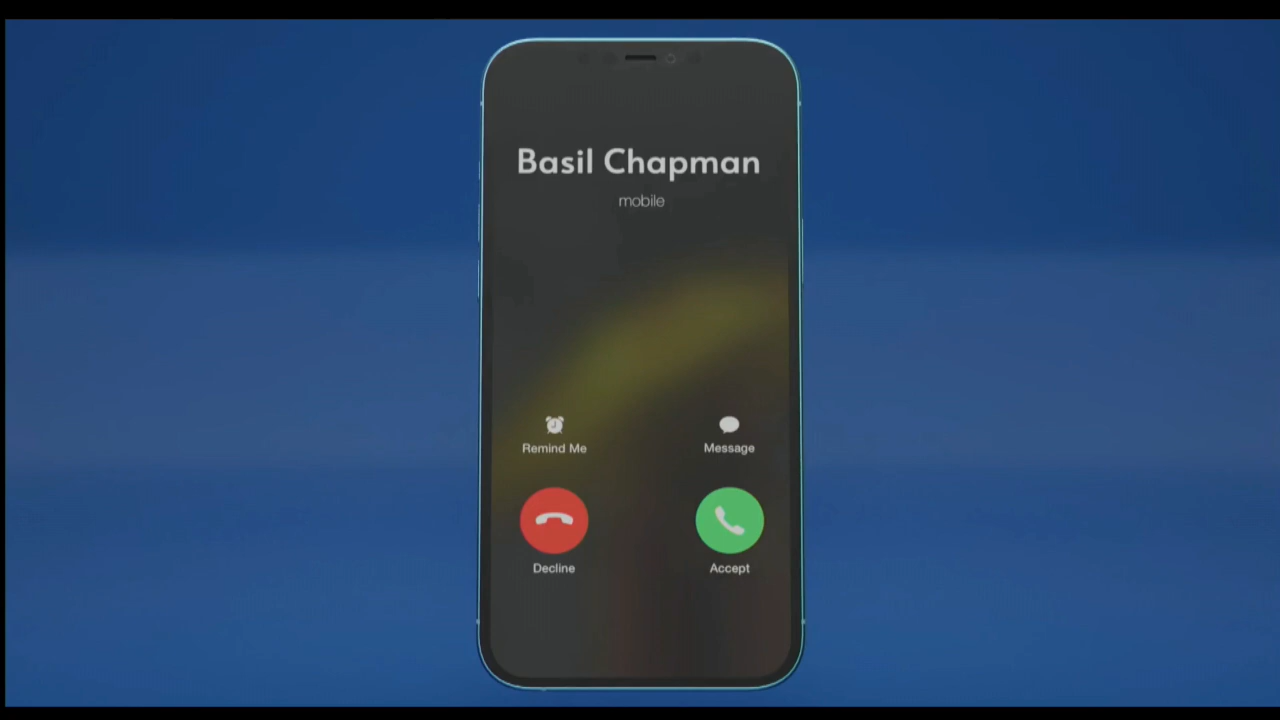 Basil Chapman
mobile
Remind Me
Message
Decline
Accept